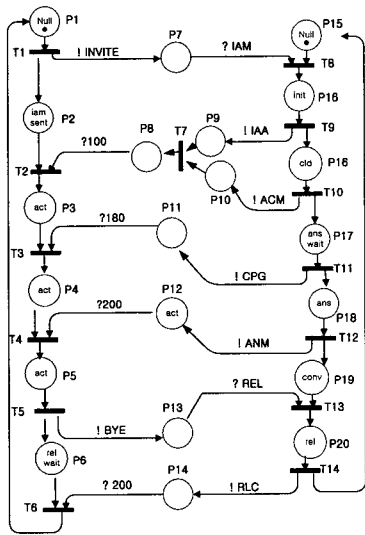 Null P1
Null P15
T1 ! INVITE P7 ? IAM T8
init P16
iam sent P2
P8 ?100 T7 P9 ! IAA T9
cld P16
T2
P10 ! ACM T10
act P3
?180 P11
ans wait P17
T3
! CPG T11
act P4
?200 P12 act
ans P18
T4 ! ANM T12
act P5
conv P19
? REL
T5 ! BYE P13 T13
rel P20
rel wait P6
P14 T14
? 200 ! RLC
T6